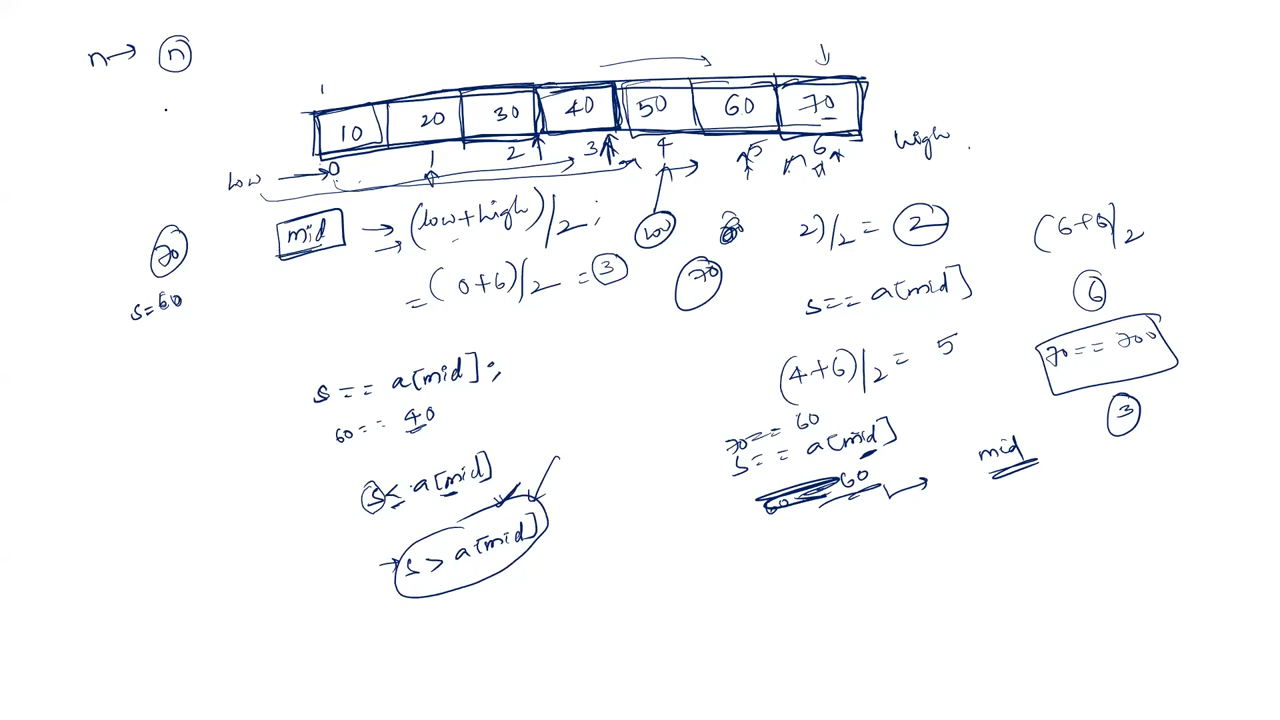 n → n
10 20 30 40 50 60 70
0 1 2 3 4 5 6
low
high
mid → (low+high)/2;
= (0+6)/2 = 3
70
s=60
low
70
2)/2 = 2
s== a[mid]
(4+6)/2 = 5
70== 60
s== a[mid]
60
mid
(6+6)/2
6
70== 700
3
s== a[mid];
60== 40
s< a[mid]
→ s> a[mid]